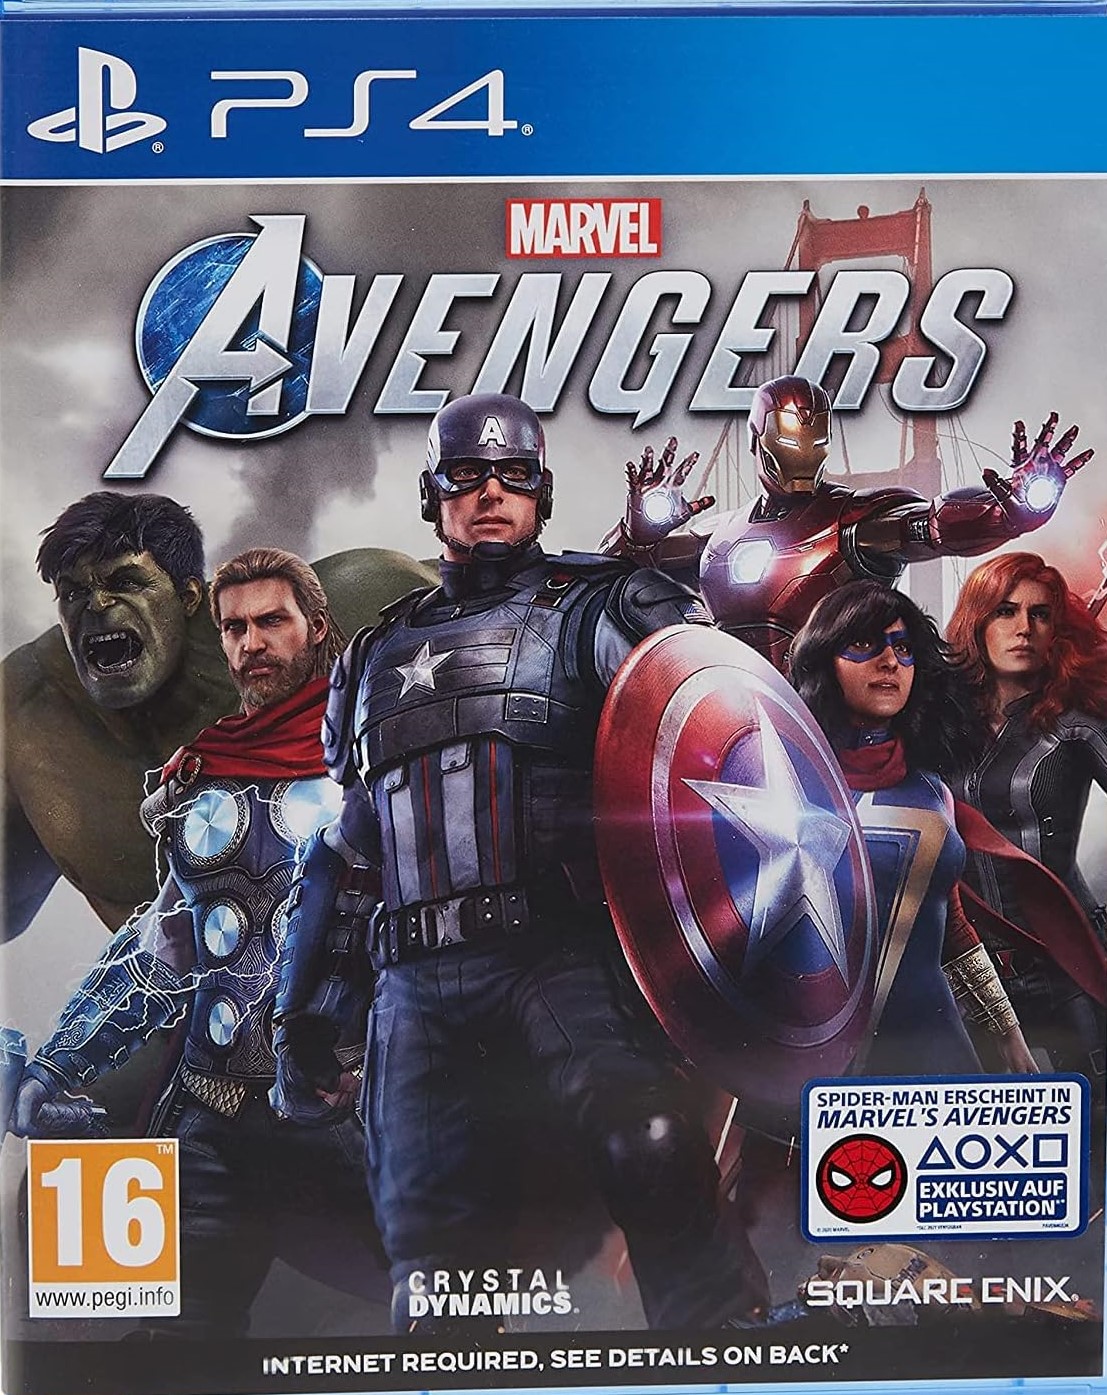 PS4®
MARVEL
AVENGERS
A
SPIDER-MAN ERSCHEINT IN
MARVEL'S AVENGERS
EXKLUSIV AUF
PLAYSTATION**
16™
www.pegi.info
CRYSTAL
DYNAMICS®
SQUARE ENIX®
INTERNET REQUIRED, SEE DETAILS ON BACK*